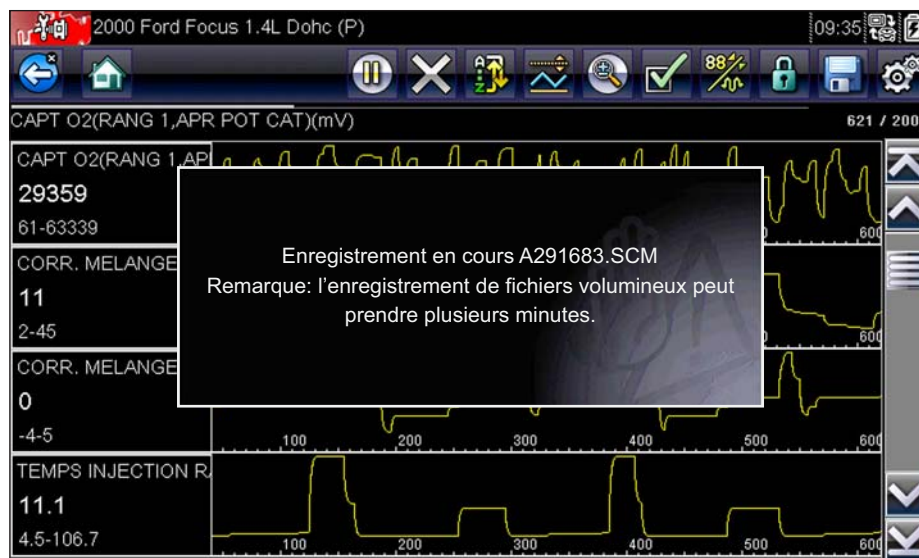 2000 Ford Focus 1.4L Dohc (P)
09:35
CAPT O2(RANG 1,APR POT CAT)(mV)
621 / 200
CAPT O2(RANG 1,AP
29359
61-63339
600
Enregistrement en cours A291683.SCM
Remarque: l'enregistrement de fichiers volumineux peut
prendre plusieurs minutes.
CORR. MELANGE
11
2-45
600
CORR. MELANGE
0
-4-5
100 200 300 400 500 600
TEMPS INJECTION R
11.1
4.5-106.7
100 200 300 400 500 600